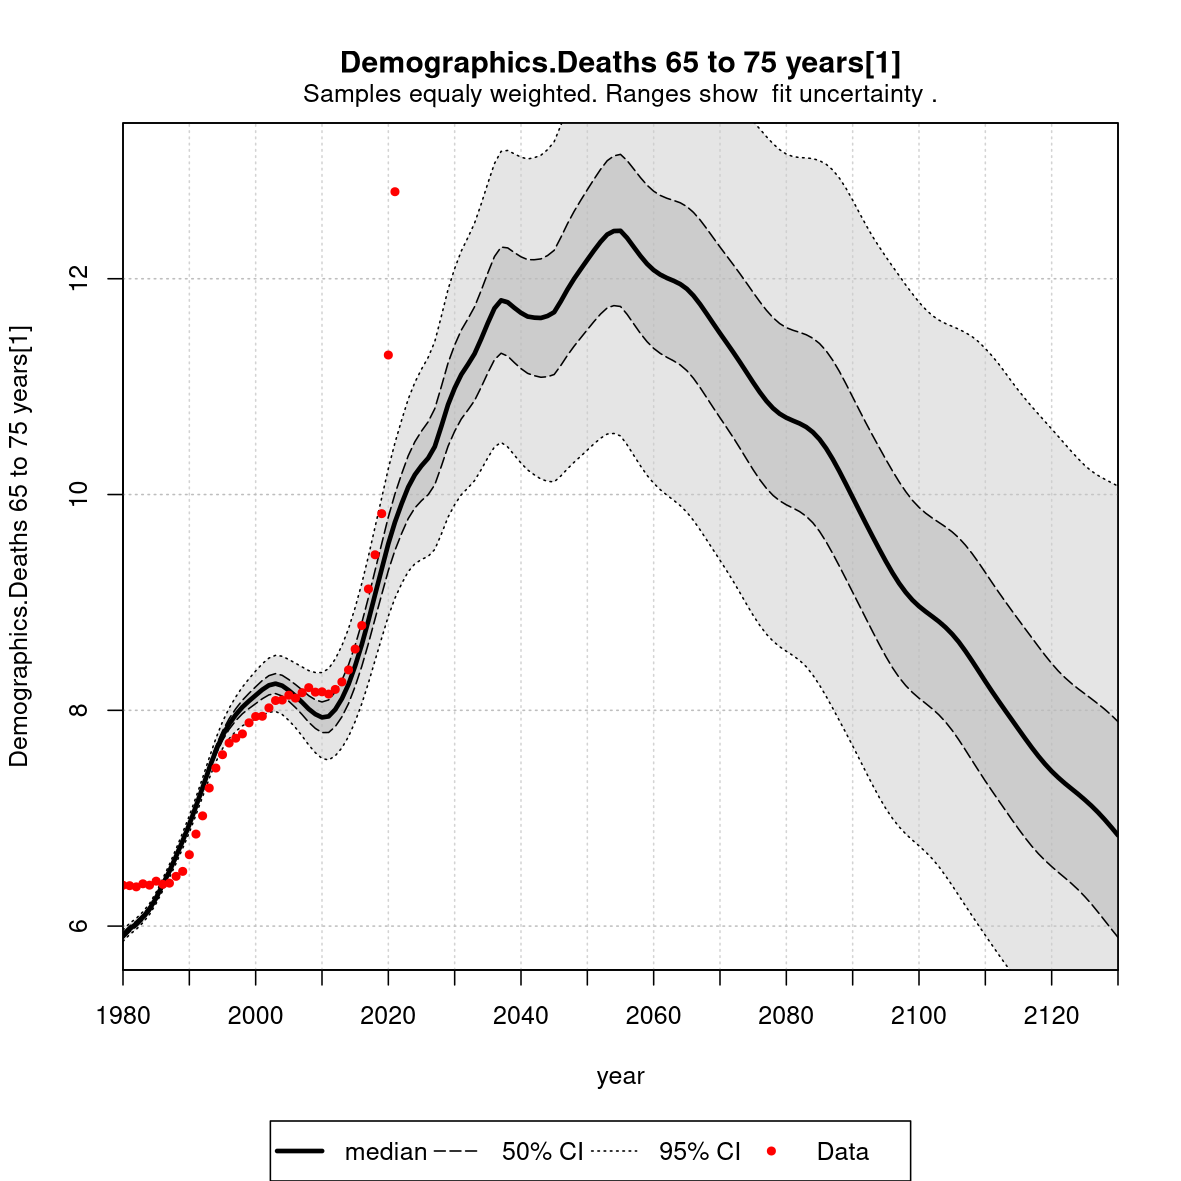 Demographics.Deaths 65 to 75 years[1]
Samples equaly weighted. Ranges show  fit uncertainty .
Demographics.Deaths 65 to 75 years[1]
12
10
8
6
1980 2000 2020 2040 2060 2080 2100 2120
year
median 50% CI 95% CI Data